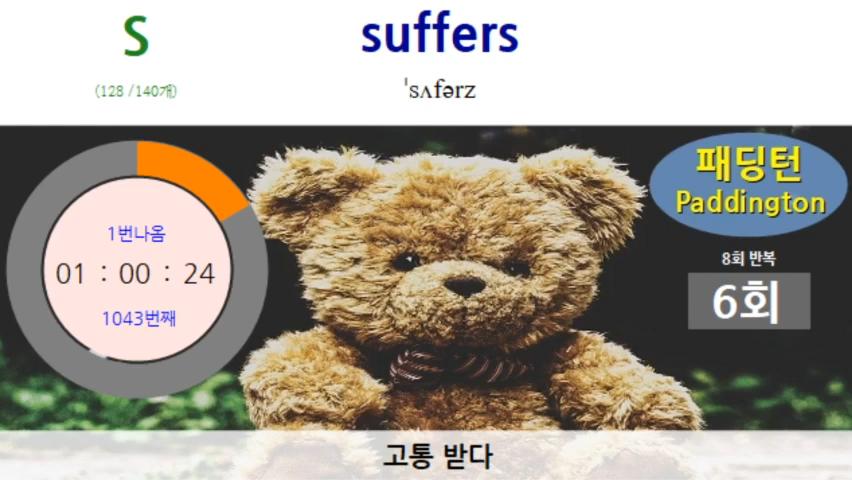 S
(128 /140개)
suffers
ˈsʌfərz
1번나옴
01 : 00 : 24
1043번째
패딩턴
Paddington
8회 반복
6회
고통 받다